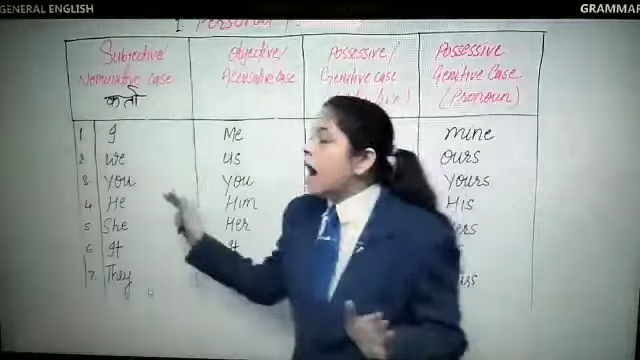 GENERAL ENGLISH GRAMMAR
1 Personal
Subjective/ Objective/ Possessive/ Possessive
Nominative case Accusative case Genitive case Genitive Case
कर्ता (Pronoun)
1 I Me mine
2 we us ours
3 you you yours
4 He Him His
5 She Her
6 It
7. They